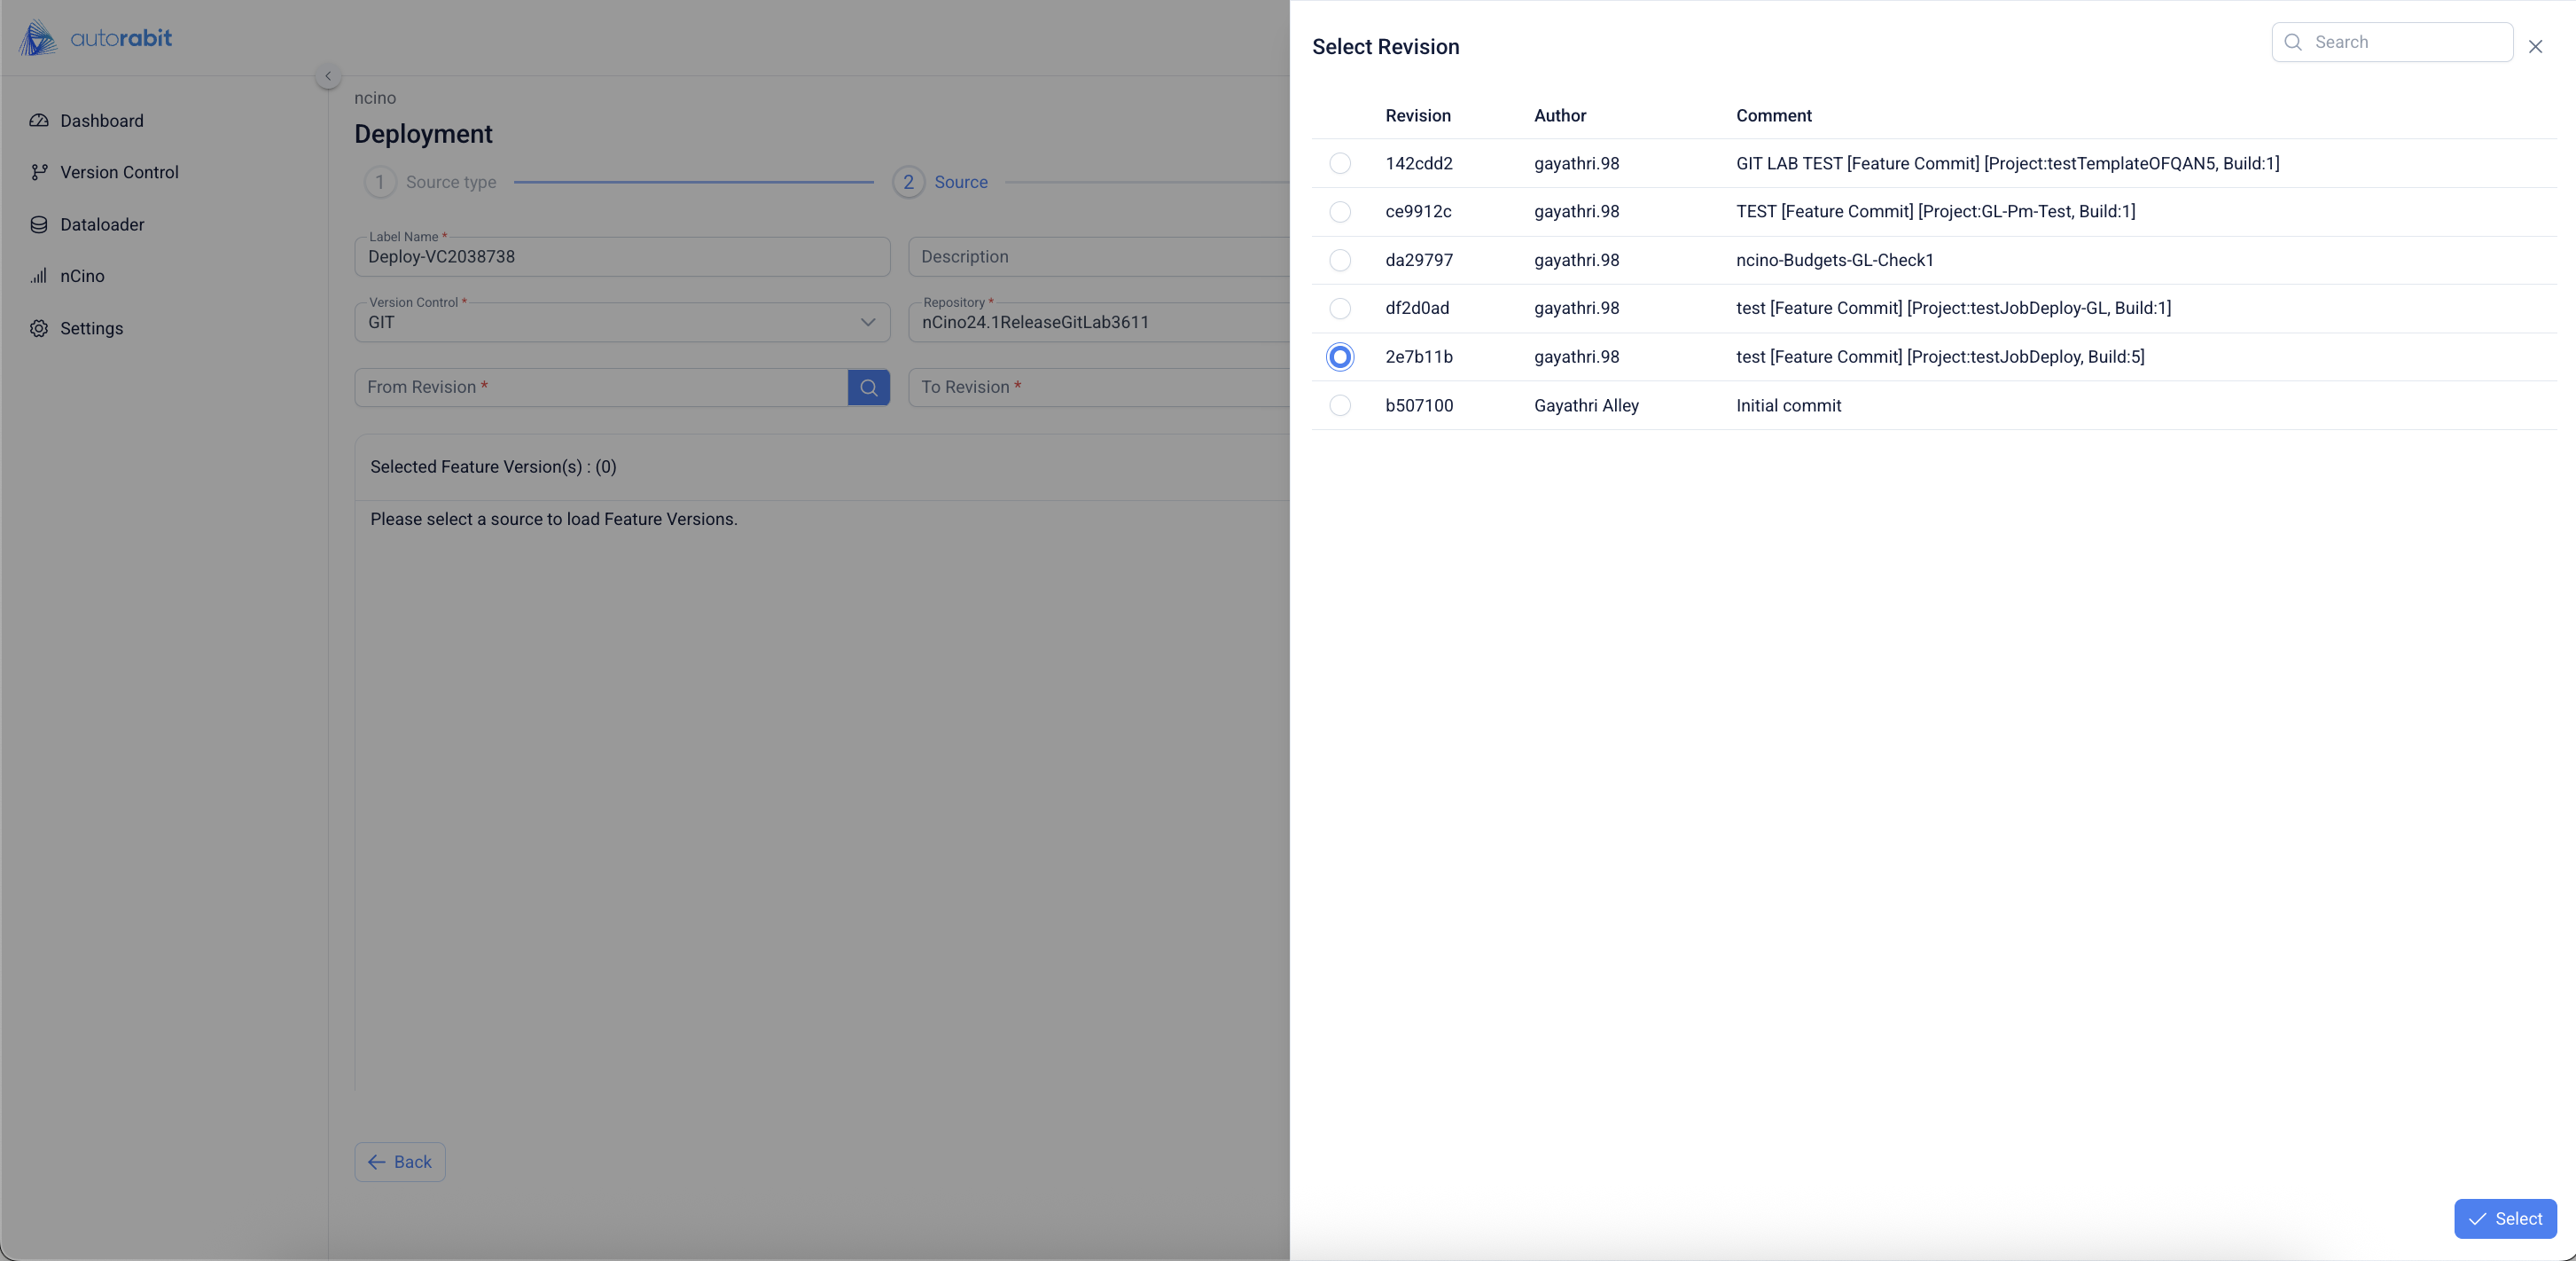 autorabit
Dashboard
Version Control
Dataloader
nCino
Settings
ncino
Deployment
1 Source type 2 Source
Label Name *
Deploy-VC2038738
Description
Version Control *
GIT
Repository *
nCino24.1ReleaseGitLab3611
From Revision *
To Revision *
Selected Feature Version(s) : (0)
Please select a source to load Feature Versions.
Back
Select Revision
Search
Revision Author Comment
142cdd2 gayathri.98 GIT LAB TEST [Feature Commit] [Project:testTemplateOFQAN5, Build:1]
ce9912c gayathri.98 TEST [Feature Commit] [Project:GL-Pm-Test, Build:1]
da29797 gayathri.98 ncino-Budgets-GL-Check1
df2d0ad gayathri.98 test [Feature Commit] [Project:testJobDeploy-GL, Build:1]
2e7b11b gayathri.98 test [Feature Commit] [Project:testJobDeploy, Build:5]
b507100 Gayathri Alley Initial commit
Select